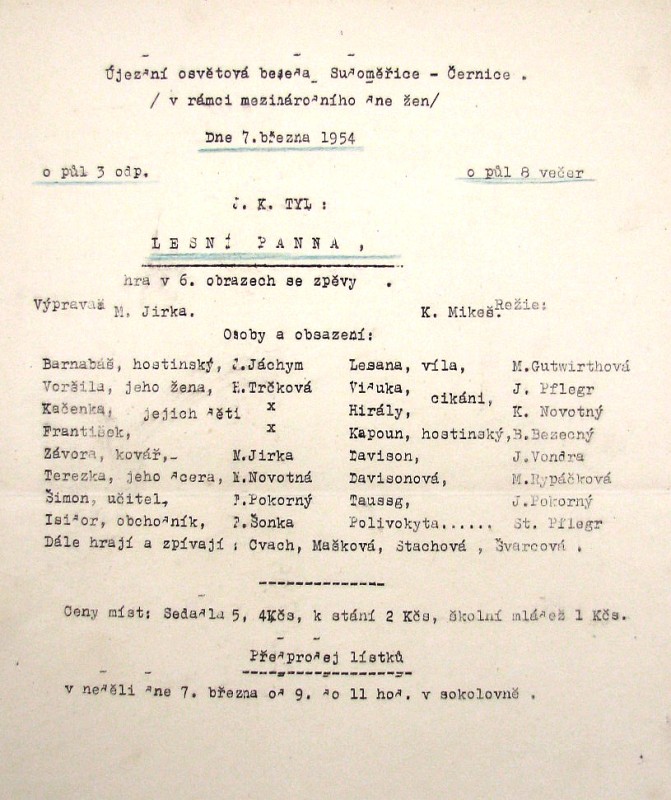 Újezdní osvětová beseda Sudoměřice - Černice .
/ v rámci mezinárodního dne žen/
Dne 7.března 1954
o půl 3 odp. o půl 8 večer
J. K. TYL :
LESNÍ PANNA ,
hra v 6. obrazech se zpěvy .
Výpravaš M. Jirka. K. Mikeš.Režie:
Osoby a obsazení:
Barnabáš, hostinský, J.Jáchym Lesana, víla, M.Gutwirthová
Voršila, jeho žena, H.Trčková Viduka, cikáni, J. Pflegr
Kačenka, jejich děti x Hirály, K. Novotný
František, x Kapoun, hostinský,B.Bezecný
Závora, kovář,- M.Jirka Davison, J.Vondra
Terezka, jeho dcera, M.Novotná Davisonová, M.Rypáčková
Šimon, učitel, P.Pokorný Taussg, J.Pokorný
Isidor, obchodník, P.Šonka Polivokyta...... St. Pflegr
Dále hrají a zpívají : Cvach, Mašková, Stachová , Švarcová .
Ceny míst: Sedadla 5, 4Kčs, k stání 2 Kčs, školní mládež 1 Kčs.
Předprodej lístků
v neděli dne 7. března od 9. do 11 hod. v sokolovně .